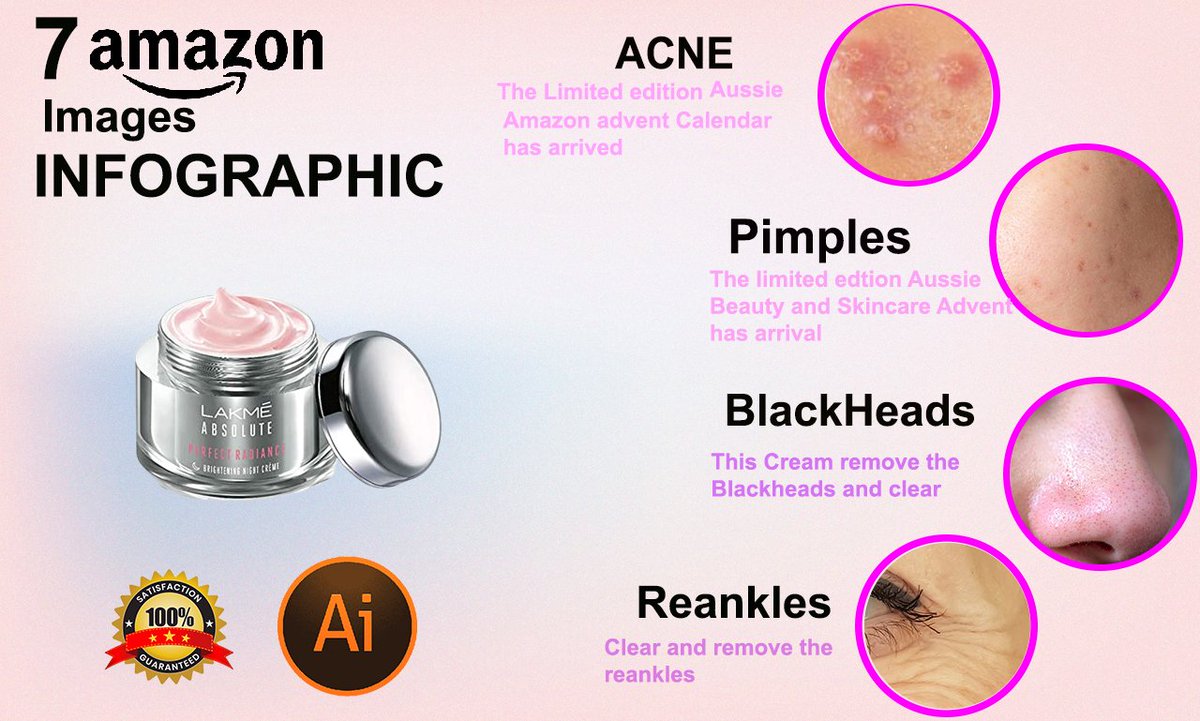 7 amazon
Images
INFOGRAPHIC
ACNE
The Limited edition Aussie
Amazon advent Calendar
has arrived
Pimples
The limited edtion Aussie
Beauty and Skincare Advent
has arrival
LAKMÉ
ABSOLUTE
PERFECT RADIANCE
BRIGHTENING NIGHT CRÈME
BlackHeads
This Cream remove the
Blackheads and clear
SATISFACTION
100%
GUARANTEED
Ai
Reankles
Clear and remove the
reankles